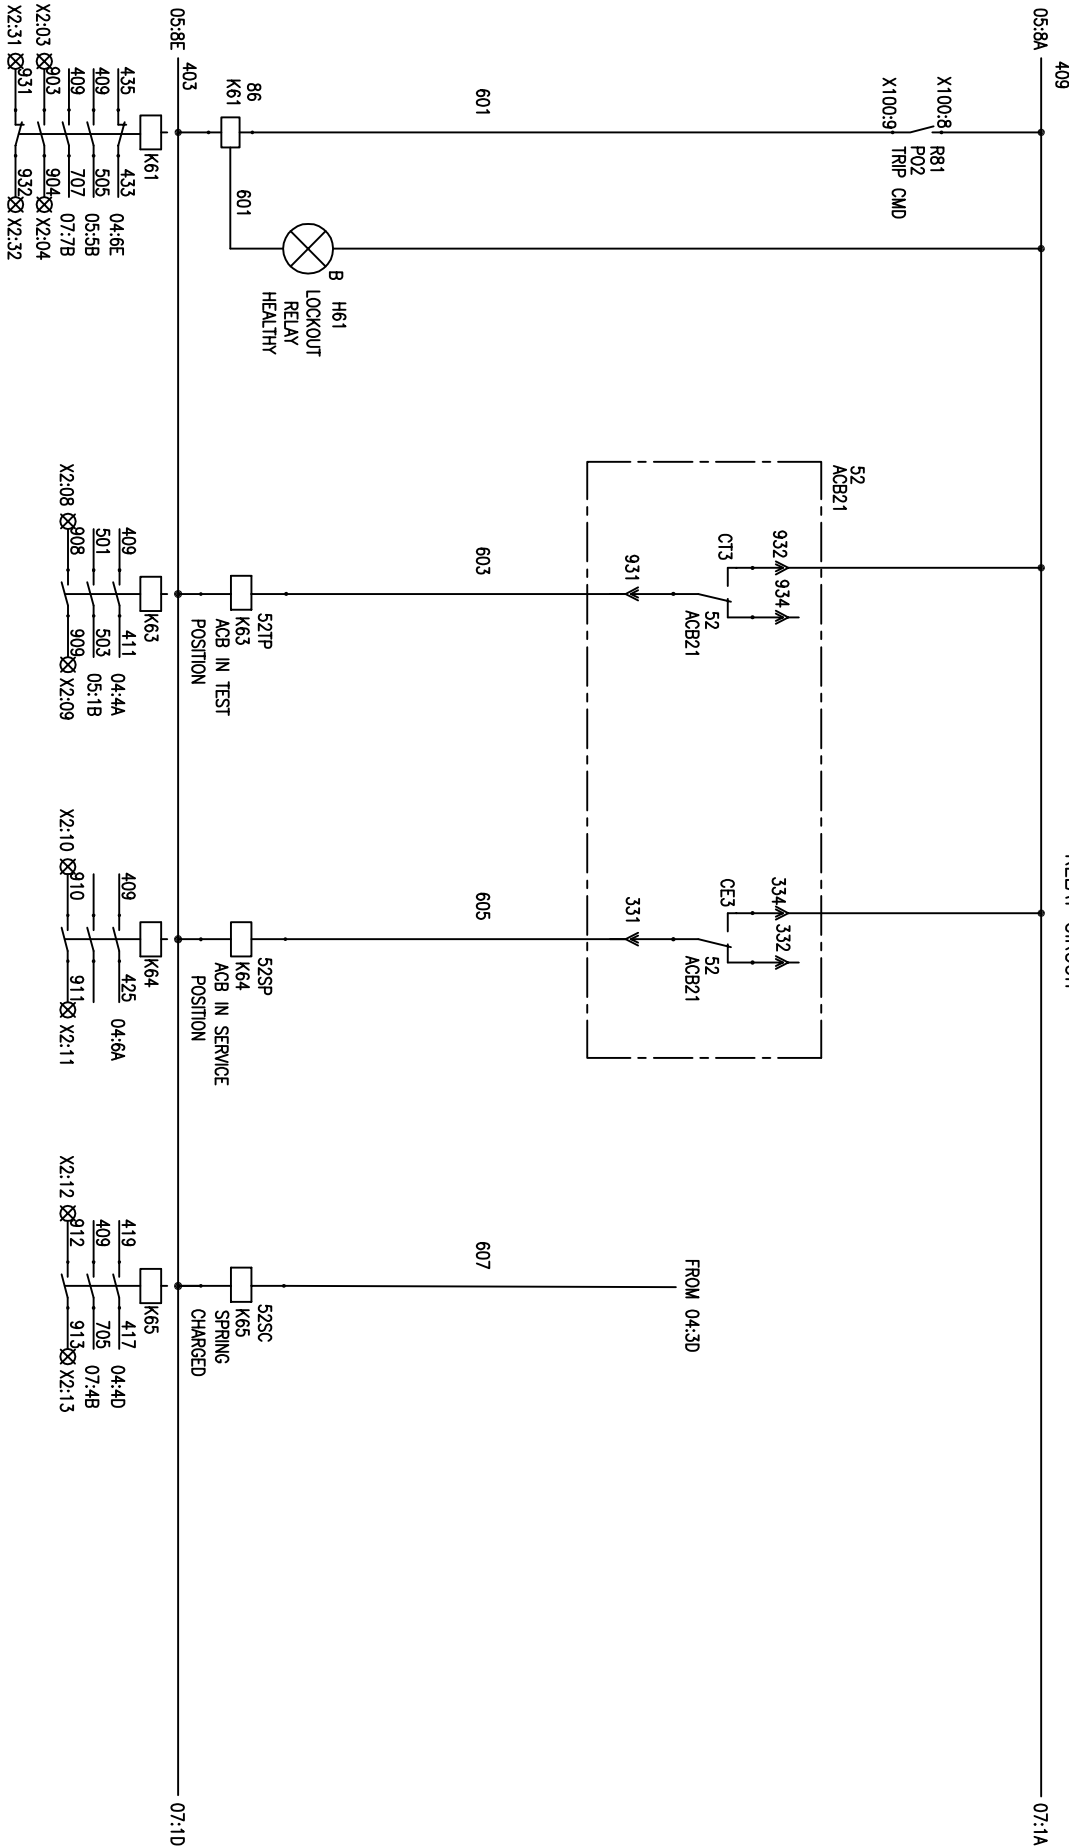 05:8A
409
X100:8
R81
PO2
TRIP CMD
X100:9
601
86
K61
601
B
H61
LOCKOUT
RELAY
HEALTHY
403
05:8E
K61
435
433
04:6E
409
505
05:5B
409
707
07:7B
X2:03
903
904
X2:04
X2:31
931
932
X2:32
52
ACB21
932
934
CT3
52
ACB21
931
603
52TP
K63
ACB IN TEST
POSITION
K63
409
411
04:4A
501
503
05:1B
X2:08
908
909
X2:09
334
332
CE3
52
ACB21
331
605
52SP
K64
ACB IN SERVICE
POSITION
K64
409
425
04:6A
X2:10
910
911
X2:11
FROM 04:3D
607
52SC
K65
SPRING
CHARGED
K65
419
417
04:4D
409
705
07:4B
X2:12
912
913
X2:13
07:1A
07:1D